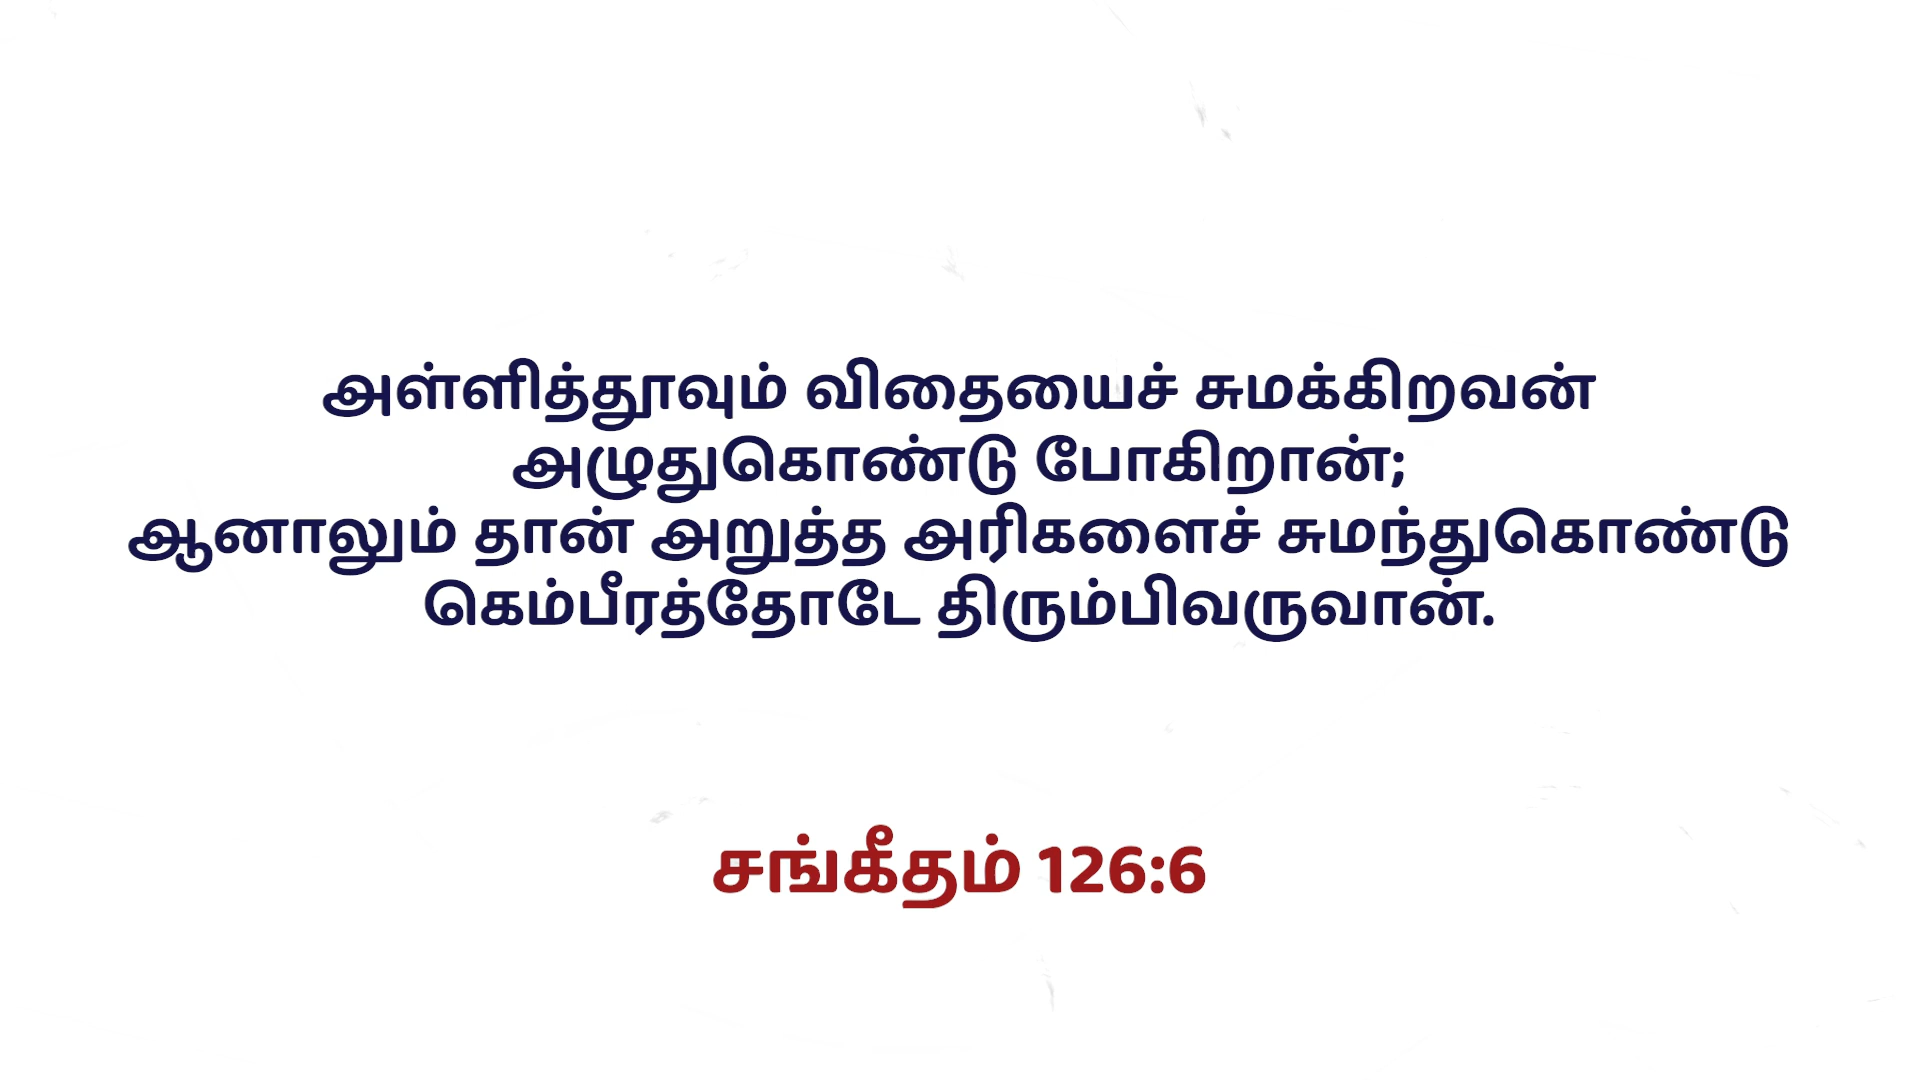 அள்ளித்தூவும் விதையைச் சுமக்கிறவன்
அழுதுகொண்டு போகிறான்;
ஆனாலும் தான் அறுத்த அரிகளைச் சுமந்துகொண்டு
கெம்பீரத்தோடே திரும்பிவருவான்.
சங்கீதம் 126:6